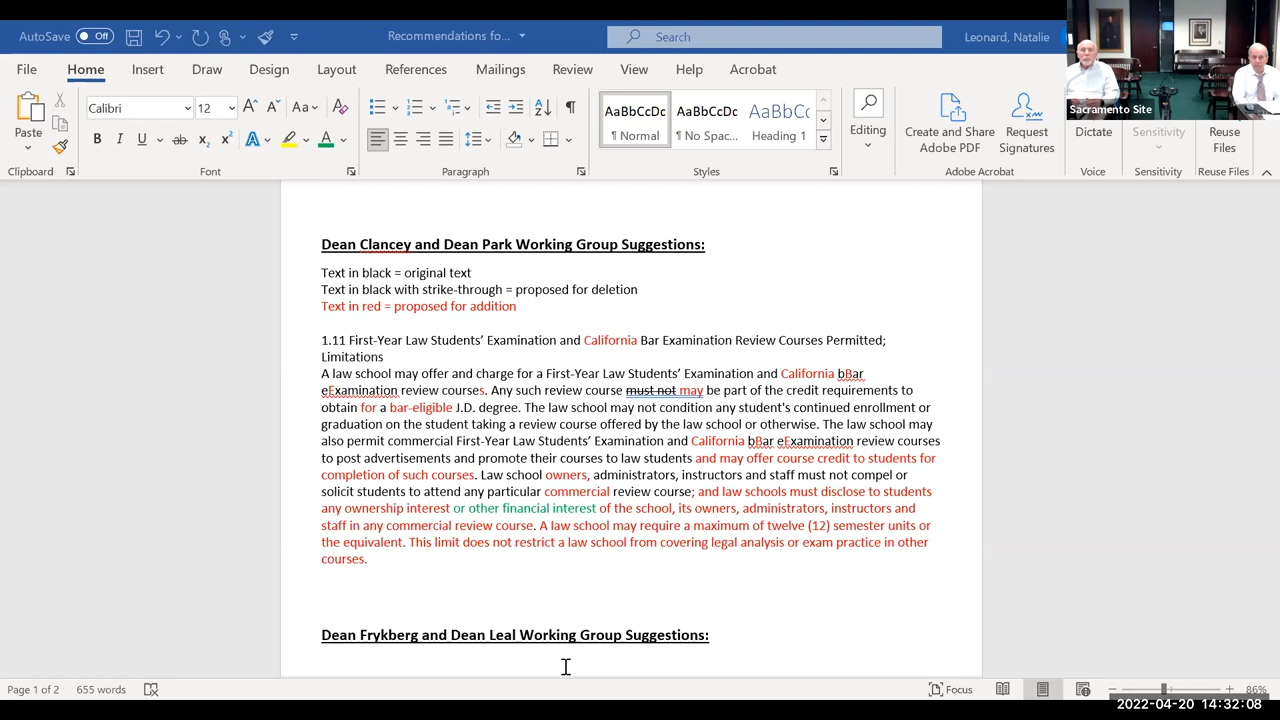 AutoSave Off Recommendations fo... Search Leonard, Natalie
File Home Insert Draw Design Layout References Mailings Review View Help Acrobat
Sacramento Site
Paste
Calibri 12
AaBbCcDc AaBbCcDc AaBbCc
¶ Normal ¶ No Spac... Heading 1
Editing
Create and Share Adobe PDF
Request Signatures
Dictate
Sensitivity
Reuse Files
Clipboard Font Paragraph Styles Adobe Acrobat Voice Sensitivity Reuse Files
Dean Clancey and Dean Park Working Group Suggestions:
Text in black = original text
Text in black with strike-through = proposed for deletion
Text in red = proposed for addition
1.11 First-Year Law Students' Examination and California Bar Examination Review Courses Permitted;
Limitations
A law school may offer and charge for a First-Year Law Students' Examination and California bBar
eExamination review courses. Any such review course must not may be part of the credit requirements to
obtain for a bar-eligible J.D. degree. The law school may not condition any student's continued enrollment or
graduation on the student taking a review course offered by the law school or otherwise. The law school may
also permit commercial First-Year Law Students' Examination and California bBar eExamination review courses
to post advertisements and promote their courses to law students and may offer course credit to students for
completion of such courses. Law school owners, administrators, instructors and staff must not compel or
solicit students to attend any particular commercial review course; and law schools must disclose to students
any ownership interest or other financial interest of the school, its owners, administrators, instructors and
staff in any commercial review course. A law school may require a maximum of twelve (12) semester units or
the equivalent. This limit does not restrict a law school from covering legal analysis or exam practice in other
courses.
Dean Frykberg and Dean Leal Working Group Suggestions:
Page 1 of 2 655 words Focus 86%
2022-04-20 14:32:08